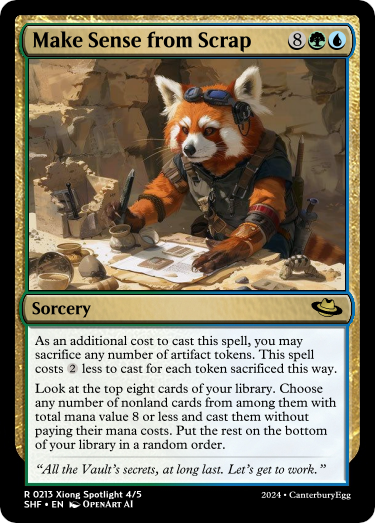 Make Sense from Scrap 8
Sorcery
As an additional cost to cast this spell, you may
sacrifice any number of artifact tokens. This spell
costs 2 less to cast for each token sacrificed this way.
Look at the top eight cards of your library. Choose
any number of nonland cards from among them with
total mana value 8 or less and cast them without
paying their mana costs. Put the rest on the bottom
of your library in a random order.
"All the Vault's secrets, at long last. Let's get to work."
R 0213 Xiong Spotlight 4/5
SHF • EN OpenArt AI
2024 • CanterburyEgg